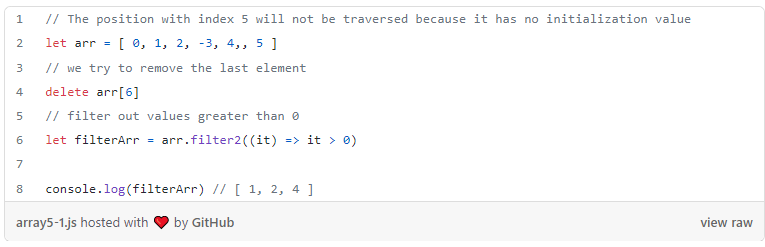 1 // The position with index 5 will not be traversed because it has no initialization value
2 let arr = [ 0, 1, 2, -3, 4,, 5 ]
3 // we try to remove the last element
4 delete arr[6]
5 // filter out values greater than 0
6 let filterArr = arr.filter2((it) => it > 0)
7
8 console.log(filterArr) // [ 1, 2, 4 ]
array5-1.js hosted with ❤ by GitHub view raw